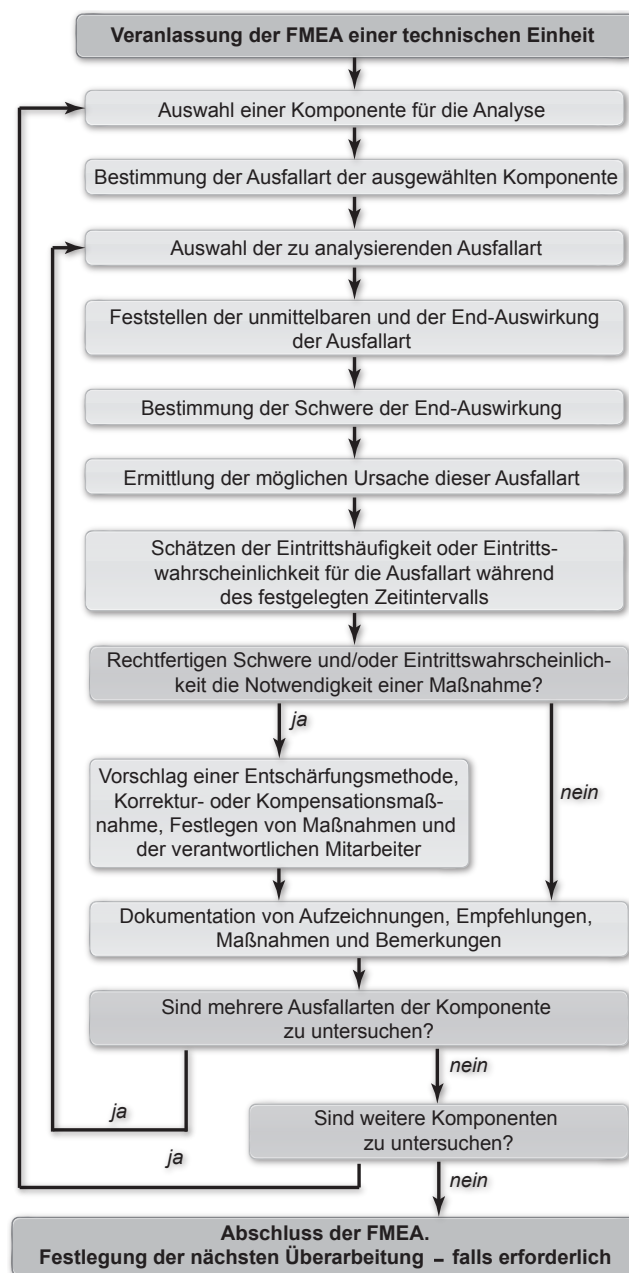 Veranlassung der FMEA einer technischen Einheit
Auswahl einer Komponente für die Analyse
Bestimmung der Ausfallart der ausgewählten Komponente
Auswahl der zu analysierenden Ausfallart
Feststellen der unmittelbaren und der End-Auswirkung
der Ausfallart
Bestimmung der Schwere der End-Auswirkung
Ermittlung der möglichen Ursache dieser Ausfallart
Schätzen der Eintrittshäufigkeit oder Eintritts-
wahrscheinlichkeit für die Ausfallart während
des festgelegten Zeitintervalls
Rechtfertigen Schwere und/oder Eintrittswahrscheinlich-
keit die Notwendigkeit einer Maßnahme?
ja
nein
Vorschlag einer Entschärfungsmethode,
Korrektur- oder Kompensationsmaß-
nahme, Festlegen von Maßnahmen und
der verantwortlichen Mitarbeiter
Dokumentation von Aufzeichnungen, Empfehlungen,
Maßnahmen und Bemerkungen
Sind mehrere Ausfallarten der Komponente
zu untersuchen?
nein
ja
Sind weitere Komponenten
zu untersuchen?
ja
nein
Abschluss der FMEA.
Festlegung der nächsten Überarbeitung – falls erforderlich